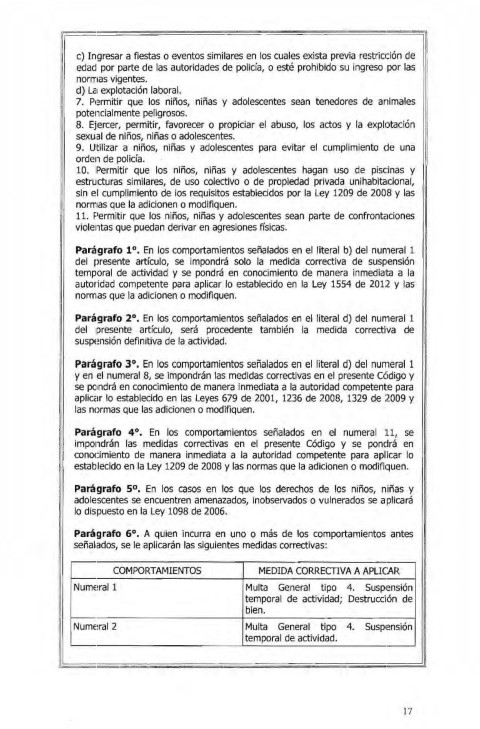 c) Ingresar a fiestas o eventos similares en los cuales exista previa restricción de
edad por parte de las autoridades de policía, o esté prohibido su ingreso por las
normas vigentes.
d) La explotación laboral.
7. Permitir que los niños, niñas y adolescentes sean tenedores de animales
potencialmente peligrosos.
8. Ejercer, permitir, favorecer o propiciar el abuso, los actos y la explotación
sexual de niños, niñas o adolescentes.
9. Utilizar a niños, niñas y adolescentes para evitar el cumplimiento de una
orden de policía.
10. Permitir que los niños, niñas y adolescentes hagan uso de piscinas y
estructuras similares, de uso colectivo o de propiedad privada unihabitacional,
sin el cumplimiento de los requisitos establecidos por la Ley 1209 de 2008 y las
normas que la adicionen o modifiquen.
11. Permitir que los niños, niñas y adolescentes sean parte de confrontaciones
violentas que puedan derivar en agresiones físicas.
Parágrafo 1º. En los comportamientos señalados en el literal b) del numeral 1
del presente artículo, se impondrá solo la medida correctiva de suspensión
temporal de actividad y se pondrá en conocimiento de manera inmediata a la
autoridad competente para aplicar lo establecido en la Ley 1554 de 2012 y las
normas que la adicionen o modifiquen.
Parágrafo 2º. En los comportamientos señalados en el literal d) del numeral 1
del presente artículo, será procedente también la medida correctiva de
suspensión definitiva de la actividad.
Parágrafo 3º. En los comportamientos señalados en el literal d) del numeral 1
y en el numeral 8, se impondrán las medidas correctivas en el presente Código y
se pondrá en conocimiento de manera inmediata a la autoridad competente para
aplicar lo establecido en las Leyes 679 de 2001, 1236 de 2008, 1329 de 2009 y
las normas que las adicionen o modifiquen.
Parágrafo 4º. En los comportamientos señalados en el numeral 11, se
impondrán las medidas correctivas en el presente Código y se pondrá en
conocimiento de manera inmediata a la autoridad competente para aplicar lo
establecido en la Ley 1209 de 2008 y las normas que la adicionen o modifiquen.
Parágrafo 5º. En los casos en los que los derechos de los niños, niñas y
adolescentes se encuentren amenazados, inobservados o vulnerados se aplicará
lo dispuesto en la Ley 1098 de 2006.
Parágrafo 6º. A quien incurra en uno o más de los comportamientos antes
señalados, se le aplicarán las siguientes medidas correctivas:
COMPORTAMIENTOS MEDIDA CORRECTIVA A APLICAR
Numeral 1 Multa General tipo 4. Suspensión
temporal de actividad; Destrucción de
bien.
Numeral 2 Multa General tipo 4. Suspensión
temporal de actividad.
17